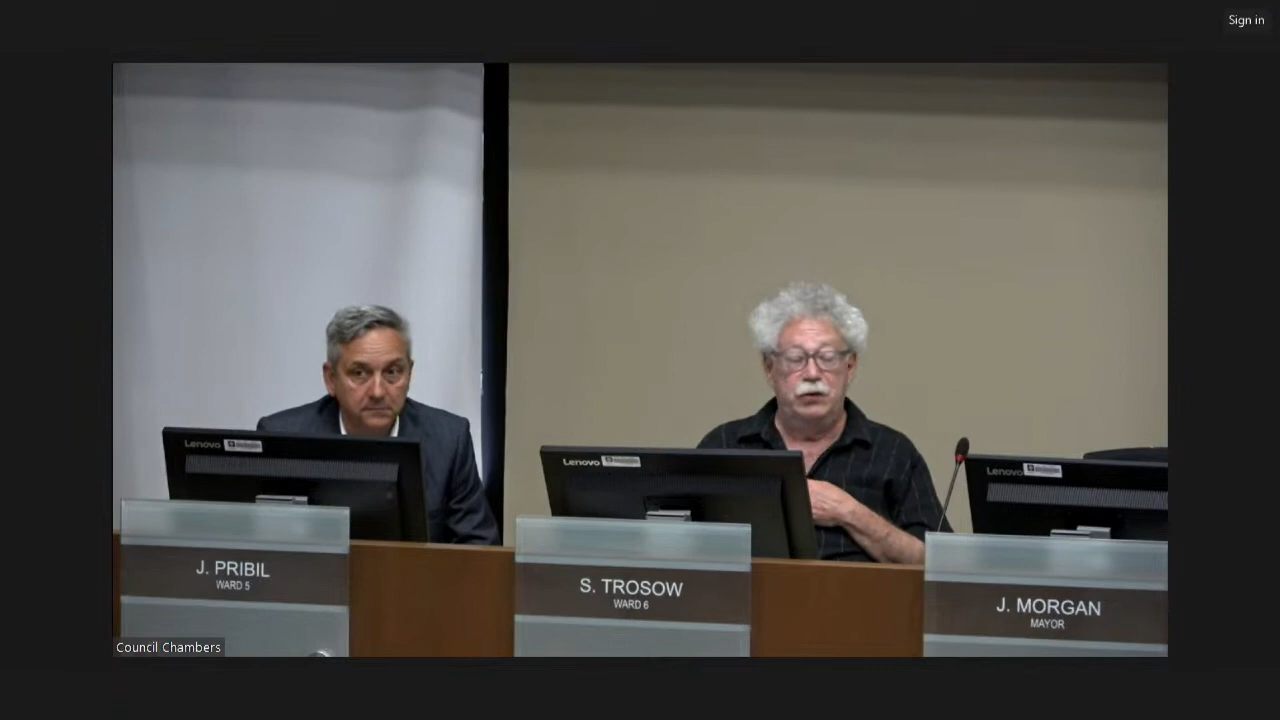 Sign in
Lenovo
Lenovo
Lenovo
J. PRIBIL
WARD 5
S. TROSOW
WARD 6
J. MORGAN
MAYOR
Council Chambers